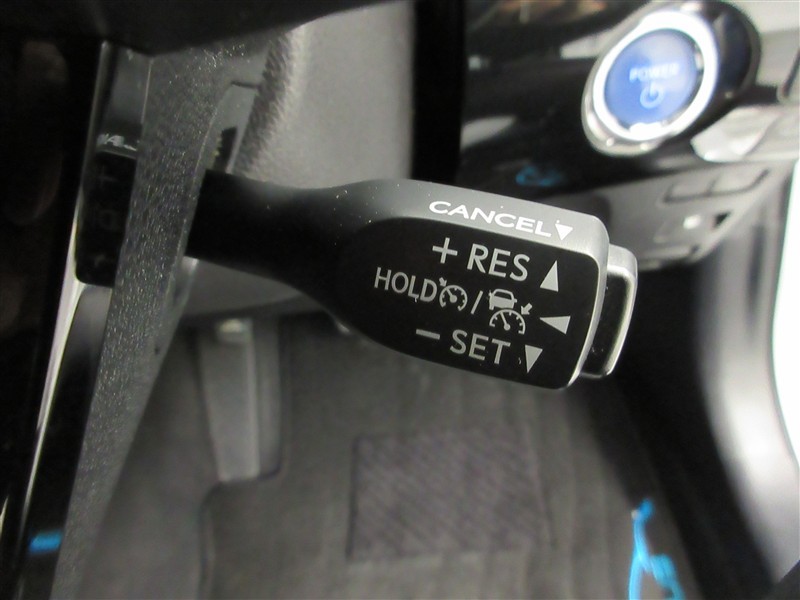 POWER
CANCEL▼
+ RES ▲
HOLD / ◀
− SET ▼